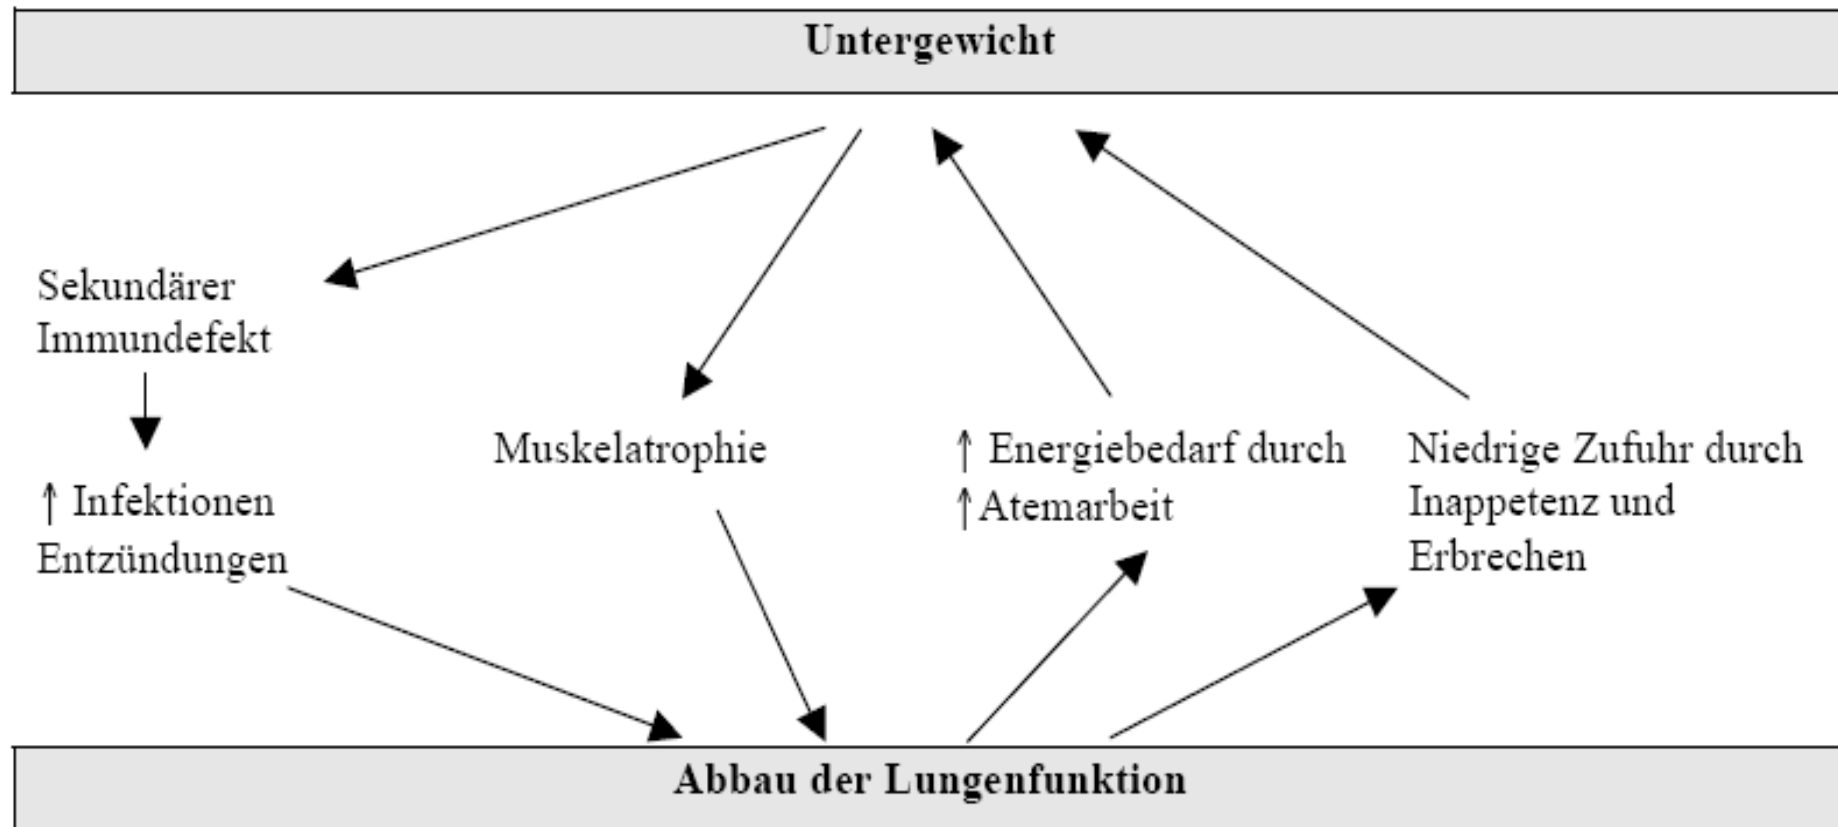 Untergewicht
Sekundärer
Immundefekt
↑ Infektionen
Entzündungen
Muskelatrophie
↑ Energiebedarf durch
↑Atemarbeit
Niedrige Zufuhr durch
Inappetenz und
Erbrechen
Abbau der Lungenfunktion